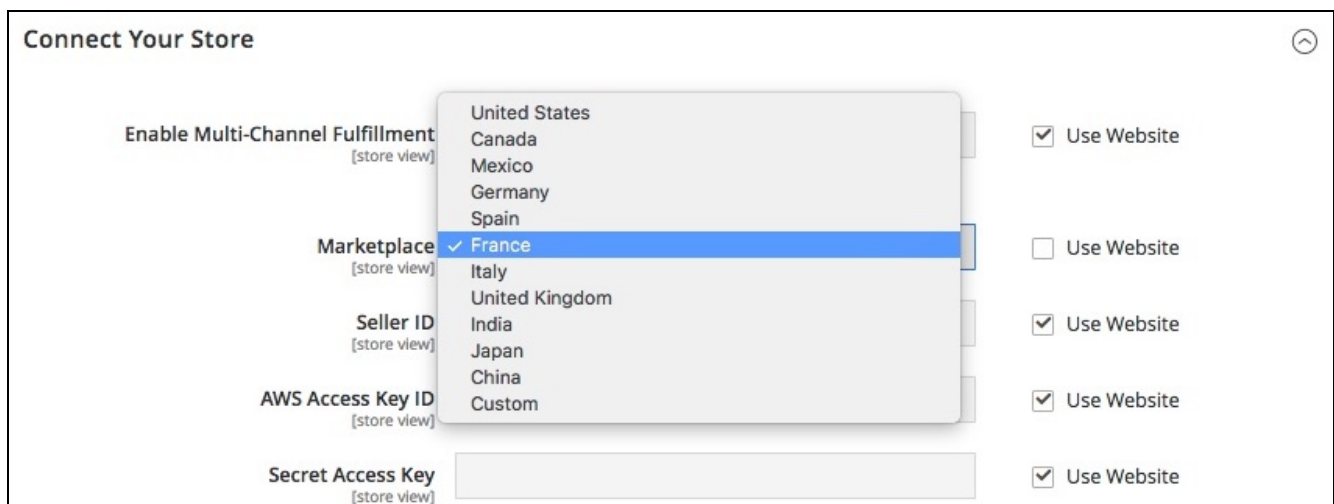 Connect Your Store
United States
Enable Multi-Channel Fulfillment
Canada
Use Website
[store view]
Mexico
Germany
Spain
Marketplace
✓ France
Use Website
[store view]
Italy
United Kingdom
Seller ID
India
Use Website
[store view]
Japan
China
AWS Access Key ID
Custom
Use Website
[store view]
Secret Access Key
Use Website
[store view]